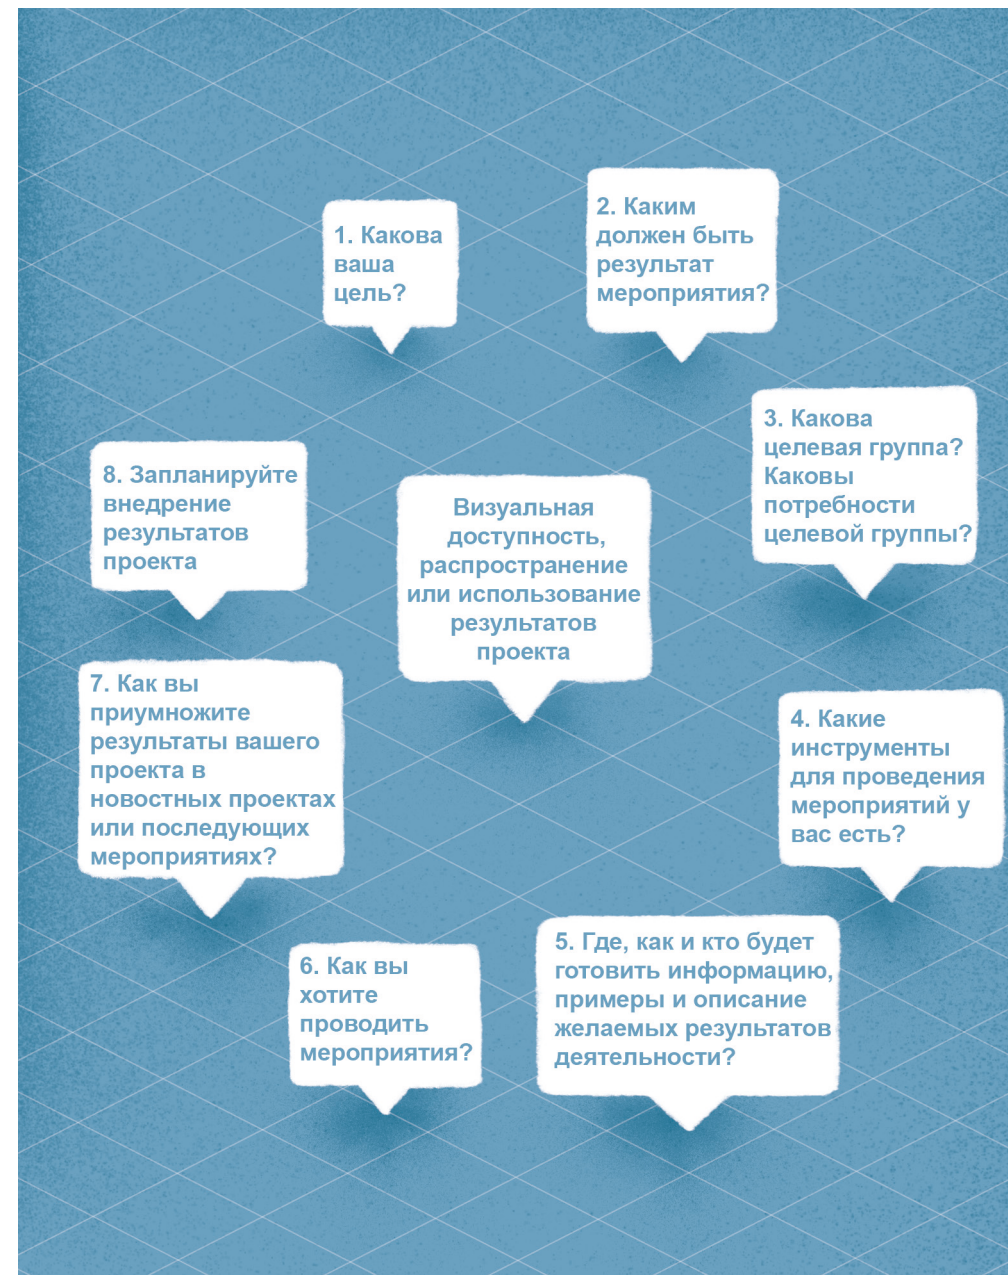 1. Какова
ваша
цель?
2. Каким
должен быть
результат
мероприятия?
3. Какова
целевая группа?
Каковы
потребности
целевой группы?
8. Запланируйте
внедрение
результатов
проекта
Визуальная
доступность,
распространение
или использование
результатов
проекта
7. Как вы
приумножите
результаты вашего
проекта в
новостных проектах
или последующих
мероприятиях?
4. Какие
инструменты
для проведения
мероприятий у
вас есть?
6. Как вы
хотите
проводить
мероприятия?
5. Где, как и кто будет
готовить информацию,
примеры и описание
желаемых результатов
деятельности?